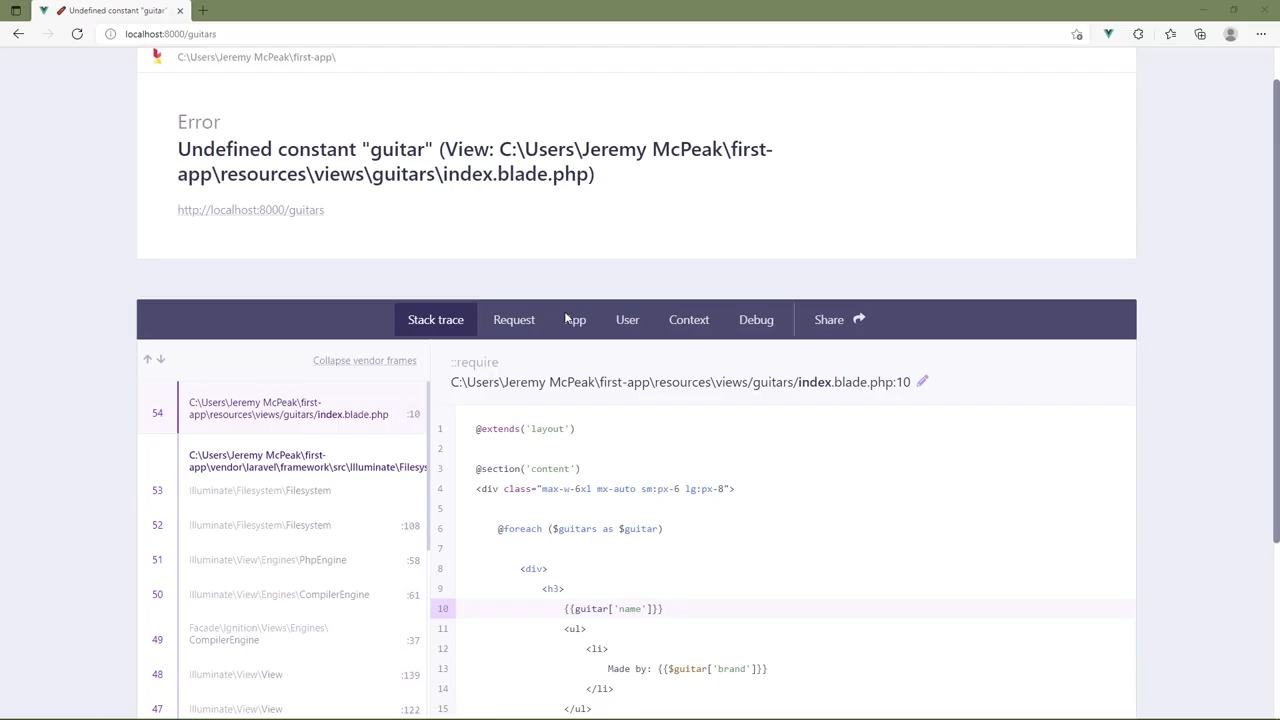 Undefined constant "guitar"
localhost:8000/guitars
C:\Users\Jeremy McPeak\first-app\
Error
Undefined constant "guitar" (View: C:\Users\Jeremy McPeak\first-
app\resources\views\guitars\index.blade.php)
http://localhost:8000/guitars
Stack trace
Request
App
User
Context
Debug
Share
Collapse vendor frames
54
C:\Users\Jeremy McPeak\first-
app\resources\views/guitars/index.blade.php :10
C:\Users\Jeremy McPeak\first-
app\vendor\laravel\framework\src\Illuminate\Filesys
53 Illuminate\Filesystem\Filesystem
52 Illuminate\Filesystem\Filesystem :108
51 Illuminate\View\Engines\PhpEngine :58
50 Illuminate\View\Engines\CompilerEngine :61
49 Facade\Ignition\Views\Engines\
CompilerEngine :37
48 Illuminate\View\View :139
47 Illuminate\View\View :122
::require
C:\Users\Jeremy McPeak\first-app\resources\views/guitars/index.blade.php:10
1 @extends('layout')
2
3 @section('content')
4 <div class="max-w-6xl mx-auto sm:px-6 lg:px-8">
5
6 @foreach ($guitars as $guitar)
7
8 <div>
9 <h3>
10 {{guitar['name']}}
11 <ul>
12 <li>
13 Made by: {{$guitar['brand']}}
14 </li>
15 </ul>